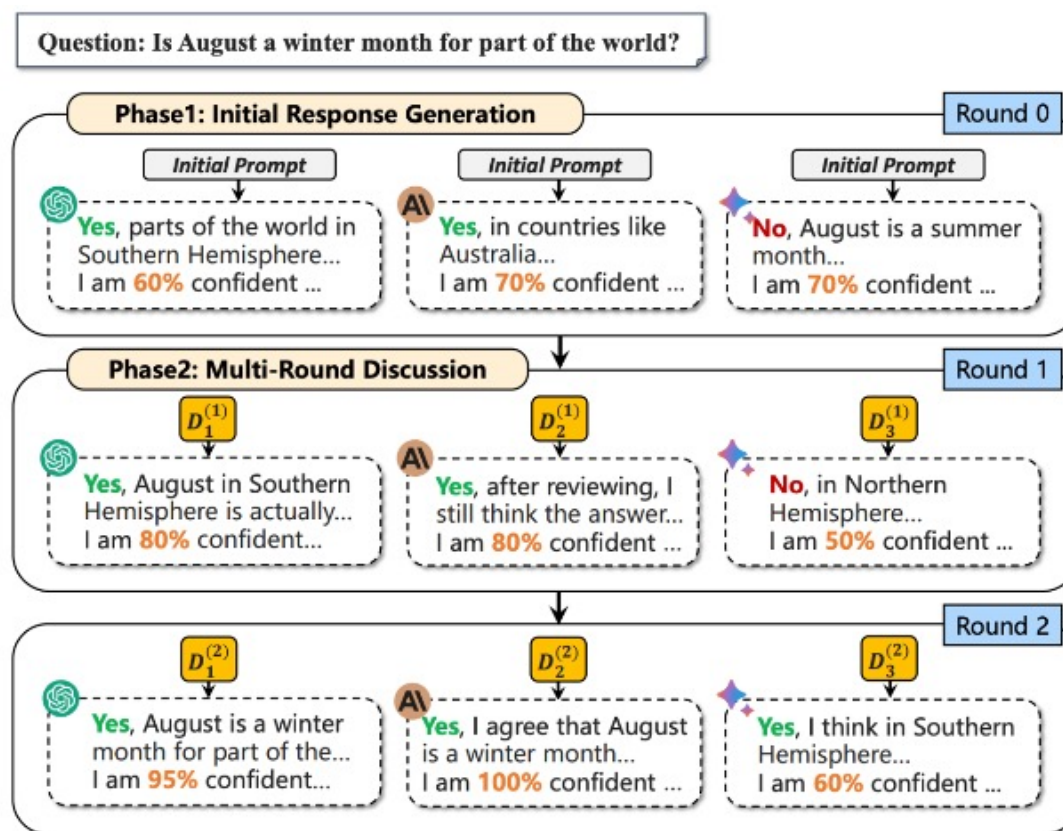 Question: Is August a winter month for part of the world?
Phase1: Initial Response Generation
Round 0
Initial Prompt
Initial Prompt
Initial Prompt
Yes, parts of the world in
Southern Hemisphere...
I am 60% confident ...
Yes, in countries like
Australia...
I am 70% confident ...
No, August is a summer
month...
I am 70% confident ...
Phase2: Multi-Round Discussion
Round 1
D₁⁽¹⁾
D₂⁽¹⁾
D₃⁽¹⁾
Yes, August in Southern
Hemisphere is actually...
I am 80% confident...
Yes, after reviewing, I
still think the answer...
I am 80% confident ...
No, in Northern
Hemisphere...
I am 50% confident ...
Round 2
D₁⁽²⁾
D₂⁽²⁾
D₃⁽²⁾
Yes, August is a winter
month for part of the...
I am 95% confident...
Yes, I agree that August
is a winter month...
I am 100% confident ...
Yes, I think in Southern
Hemisphere...
I am 60% confident ...